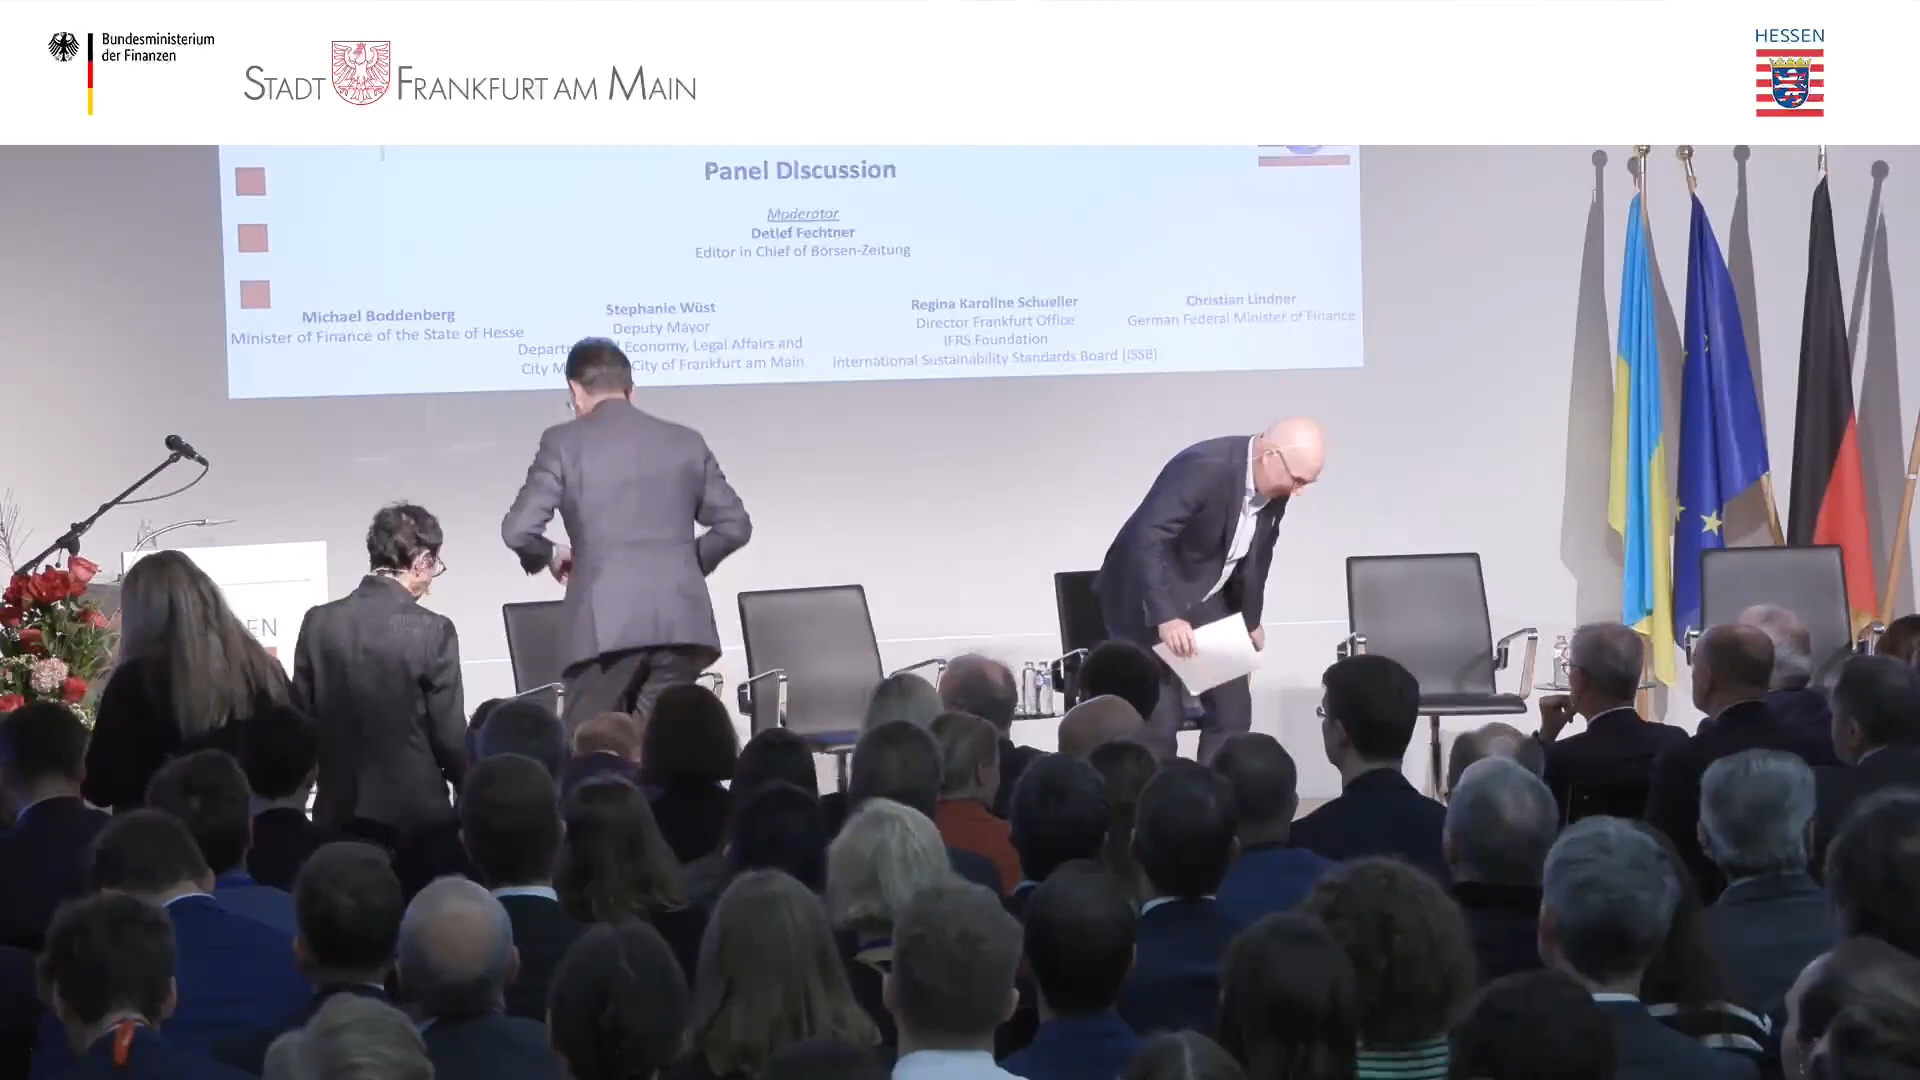 Bundesministerium
der Finanzen
STADT FRANKFURT AM MAIN
HESSEN
Panel DIscussion
Moderator
Detlef Fechtner
Editor in Chief of Börsen-Zeitung
Michael Boddenberg
Minister of Finance of the State of Hesse
Stephanie Wüst
Deputy Mayor
Economy, Legal Affairs and
City of Frankfurt am Main
Regina Karoline Schueller
Director Frankfurt Office
IFRS Foundation
International Sustainability Standards Board (ISSB)
Christian Lindner
German Federal Minister of Finance
EN